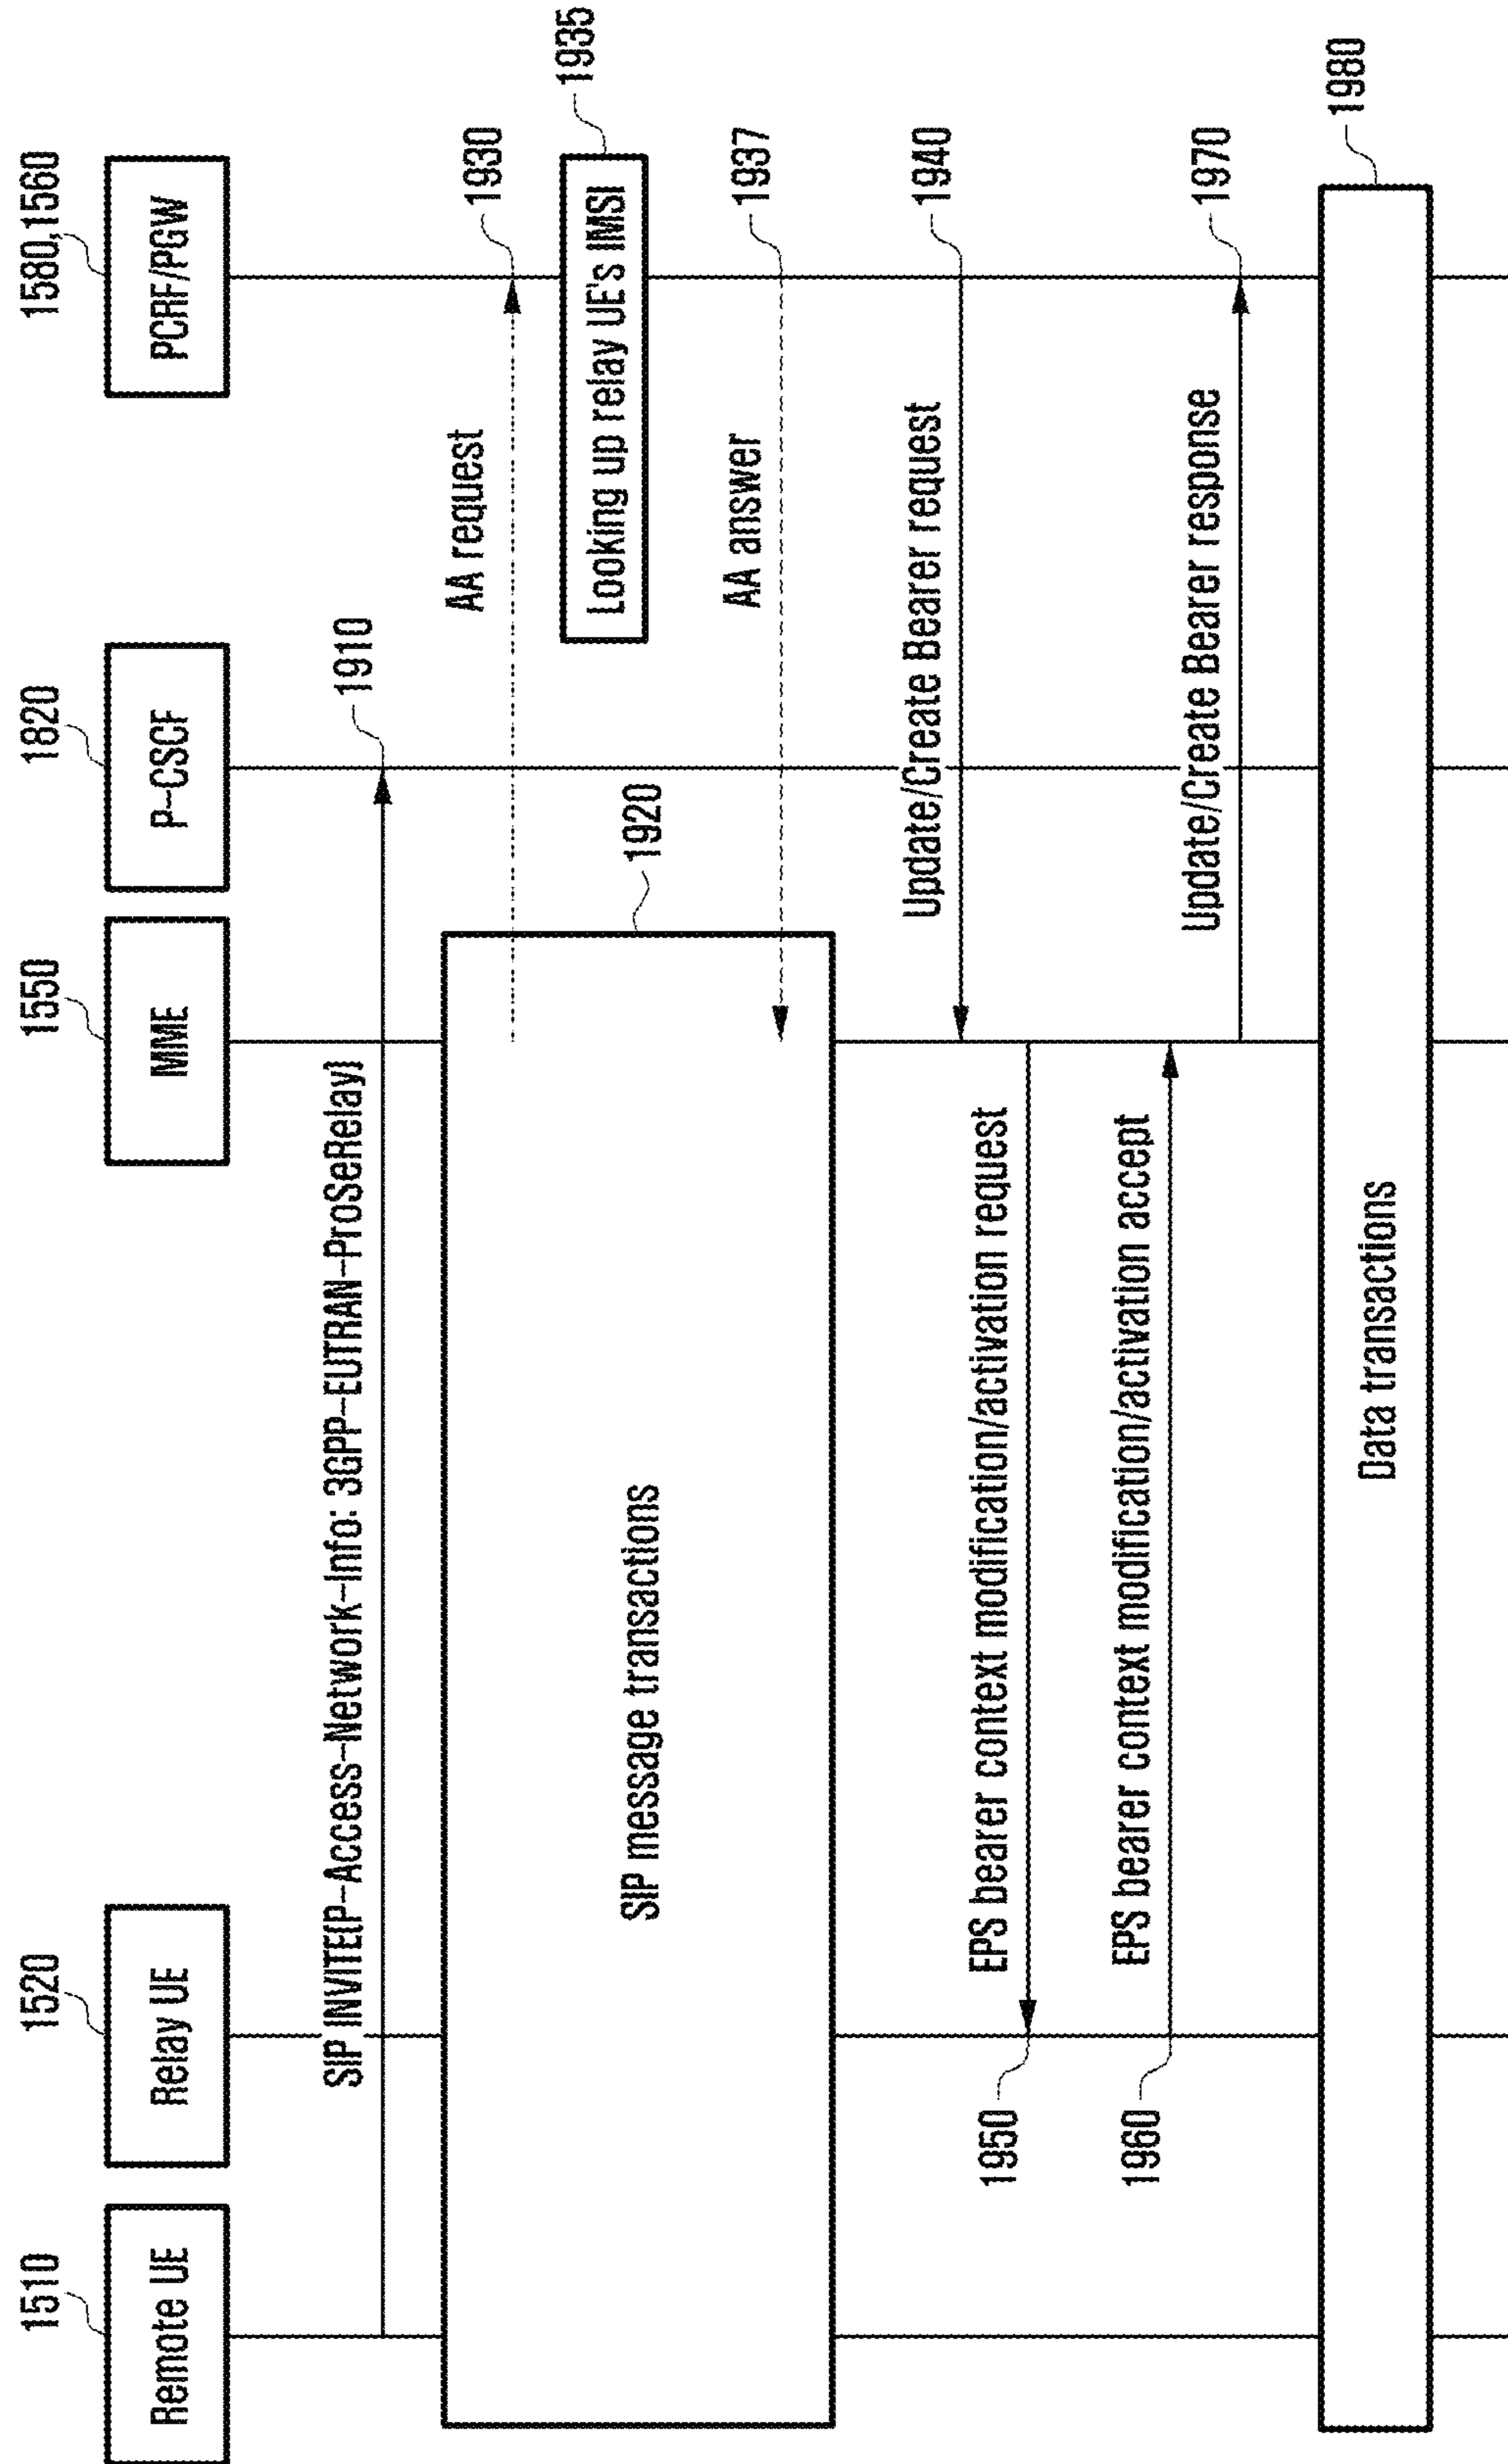 1510
1520
1550
1820
1580,1560
Remote UE
Relay UE
MME
P-CSCF
PCRF/PGW
SIP INVITE[P-Access-Network-Info: 3GPP-EUTRAN-ProSeRelay]
1910
AA request
1930
SIP message transactions
1920
Looking up relay UE's IMSI
1935
AA answer
1937
Update/Create Bearer request
1940
EPS bearer context modification/activation request
1950
EPS bearer context modification/activation accept
1960
Update/Create Bearer response
1970
Data transactions
1980